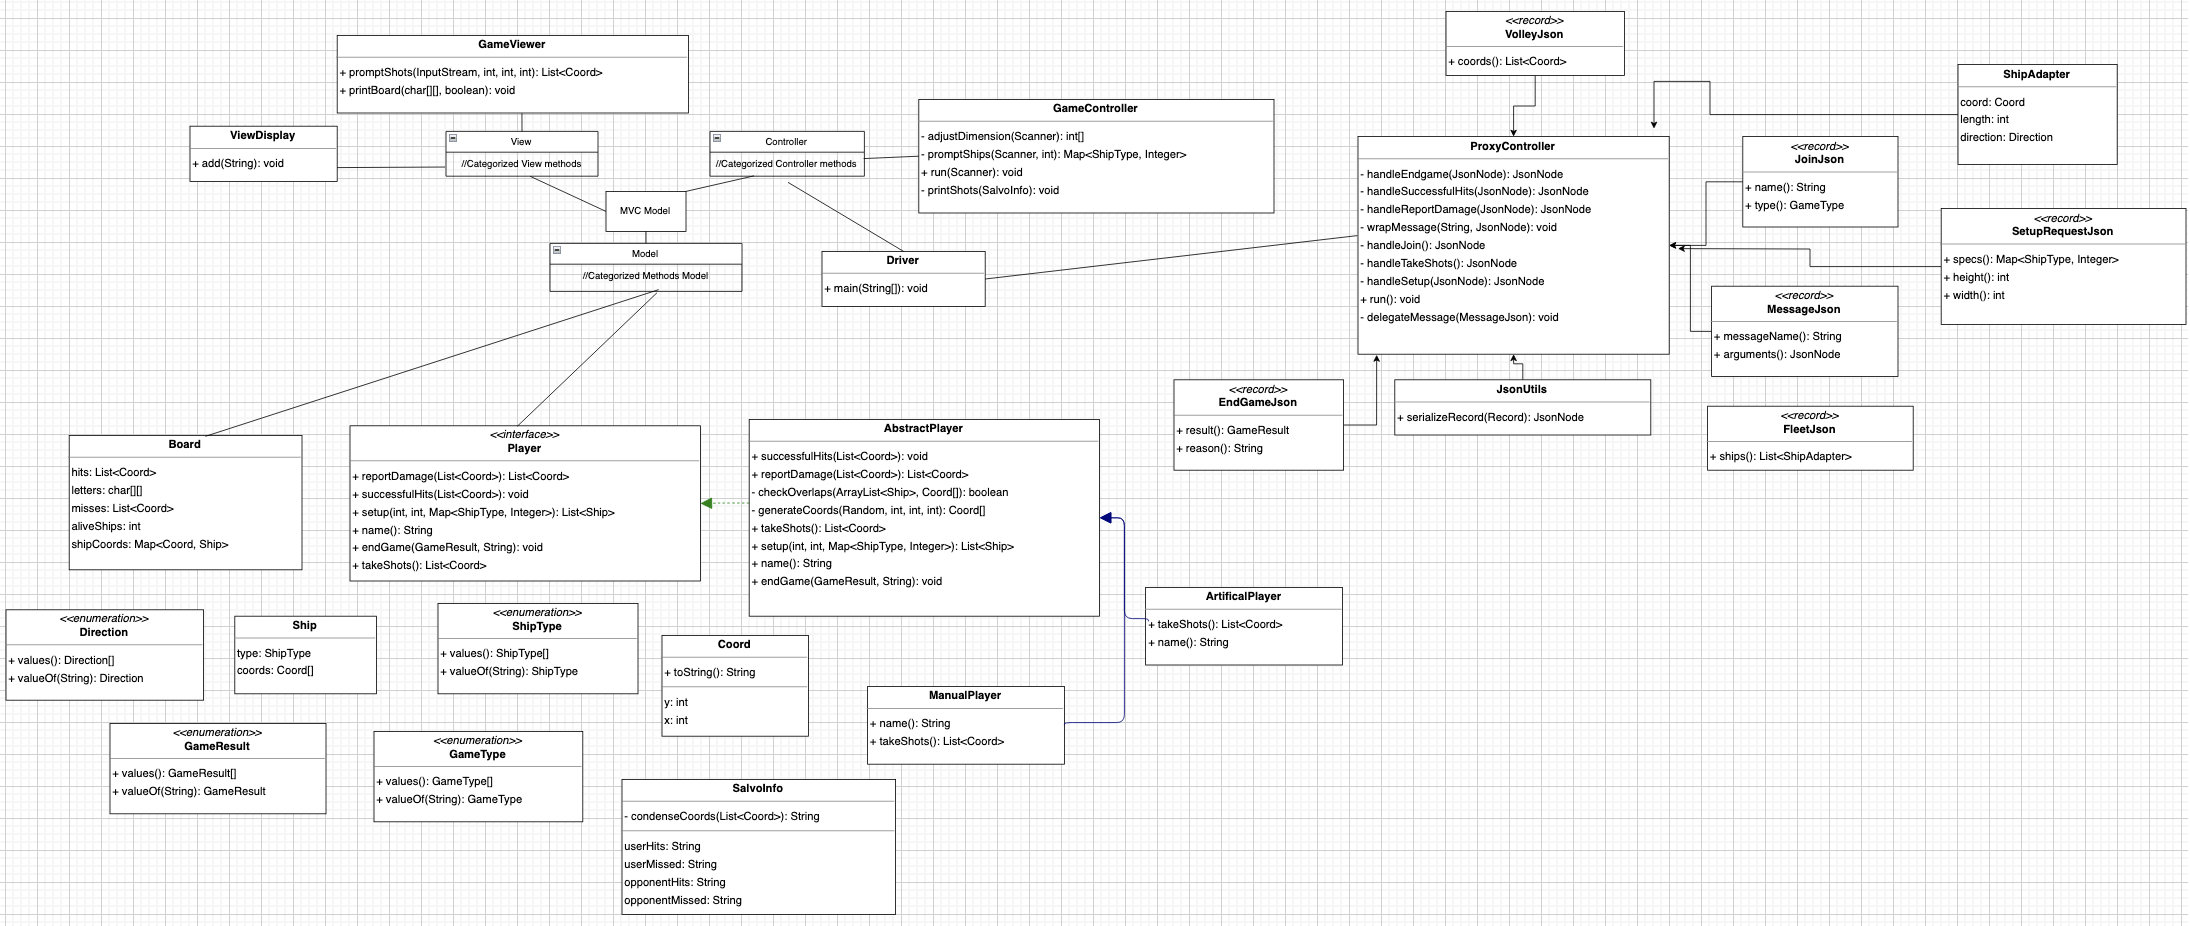 GameViewer
+ promptShots(InputStream, int, int, int): List<Coord>
+ printBoard(char[][], boolean): void
ViewDisplay
+ add(String): void
View
//Categorized View methods
Controller
//Categorized Controller methods
MVC Model
Model
//Categorized Methods Model
GameController
- adjustDimension(Scanner): int[]
- promptShips(Scanner, int): Map<ShipType, Integer>
+ run(Scanner): void
- printShots(SalvoInfo): void
Driver
+ main(String[]): void
<<record>>
VolleyJson
+ coords(): List<Coord>
ProxyController
- handleEndgame(JsonNode): JsonNode
- handleSuccessfulHits(JsonNode): JsonNode
- handleReportDamage(JsonNode): JsonNode
- wrapMessage(String, JsonNode): void
- handleJoin(): JsonNode
- handleTakeShots(): JsonNode
- handleSetup(JsonNode): JsonNode
+ run(): void
- delegateMessage(MessageJson): void
ShipAdapter
coord: Coord
length: int
direction: Direction
<<record>>
JoinJson
+ name(): String
+ type(): GameType
<<record>>
SetupRequestJson
+ specs(): Map<ShipType, Integer>
+ height(): int
+ width(): int
<<record>>
MessageJson
+ messageName(): String
+ arguments(): JsonNode
<<record>>
EndGameJson
+ result(): GameResult
+ reason(): String
JsonUtils
+ serializeRecord(Record): JsonNode
<<record>>
FleetJson
+ ships(): List<ShipAdapter>
Board
hits: List<Coord>
letters: char[][]
misses: List<Coord>
aliveShips: int
shipCoords: Map<Coord, Ship>
<<interface>>
Player
+ reportDamage(List<Coord>): List<Coord>
+ successfulHits(List<Coord>): void
+ setup(int, int, Map<ShipType, Integer>): List<Ship>
+ name(): String
+ endGame(GameResult, String): void
+ takeShots(): List<Coord>
AbstractPlayer
+ successfulHits(List<Coord>): void
+ reportDamage(List<Coord>): List<Coord>
- checkOverlaps(ArrayList<Ship>, Coord[]): boolean
- generateCoords(Random, int, int, int): Coord[]
+ takeShots(): List<Coord>
+ setup(int, int, Map<ShipType, Integer>): List<Ship>
+ name(): String
+ endGame(GameResult, String): void
ArtificalPlayer
+ takeShots(): List<Coord>
+ name(): String
ManualPlayer
+ name(): String
+ takeShots(): List<Coord>
<<enumeration>>
Direction
+ values(): Direction[]
+ valueOf(String): Direction
Ship
type: ShipType
coords: Coord[]
<<enumeration>>
ShipType
+ values(): ShipType[]
+ valueOf(String): ShipType
Coord
+ toString(): String
y: int
x: int
<<enumeration>>
GameResult
+ values(): GameResult[]
+ valueOf(String): GameResult
<<enumeration>>
GameType
+ values(): GameType[]
+ valueOf(String): GameType
SalvoInfo
- condenseCoords(List<Coord>): String
userHits: String
userMissed: String
opponentHits: String
opponentMissed: String